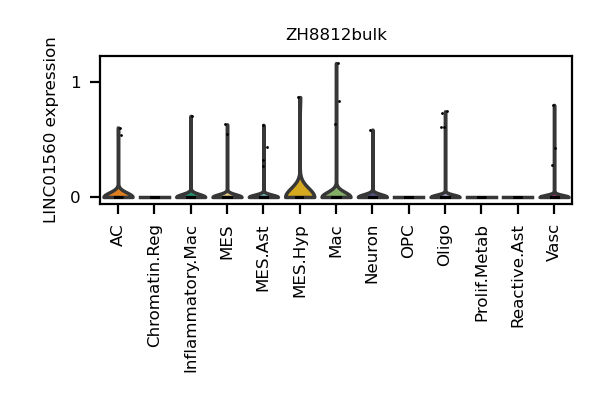 ZH8812bulk
LINC01560 expression
1
0
AC
Chromatin.Reg
Inflammatory.Mac
MES
MES.Ast
MES.Hyp
Mac
Neuron
OPC
Oligo
Prolif.Metab
Reactive.Ast
Vasc